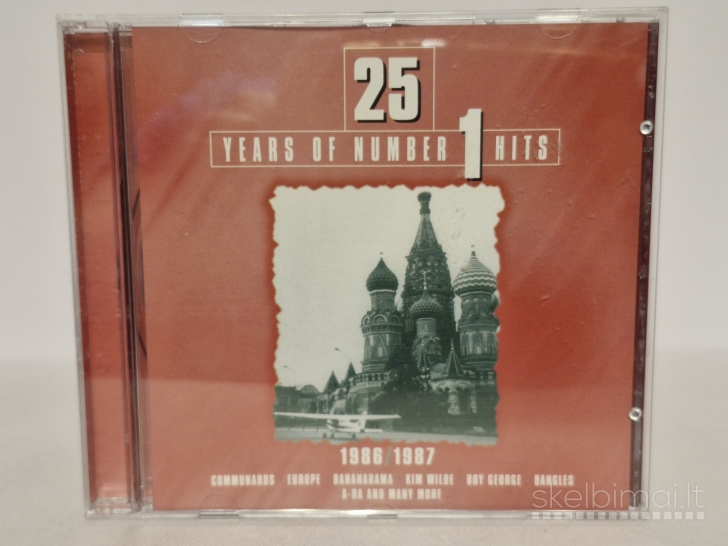 25
YEARS OF NUMBER 1 HITS
1986/1987
COMMUNARDS EUROPE BANANARAMA KIM WILDE BOY GEORGE BANGLES
A-HA AND MANY MORE
skelbimai.lt